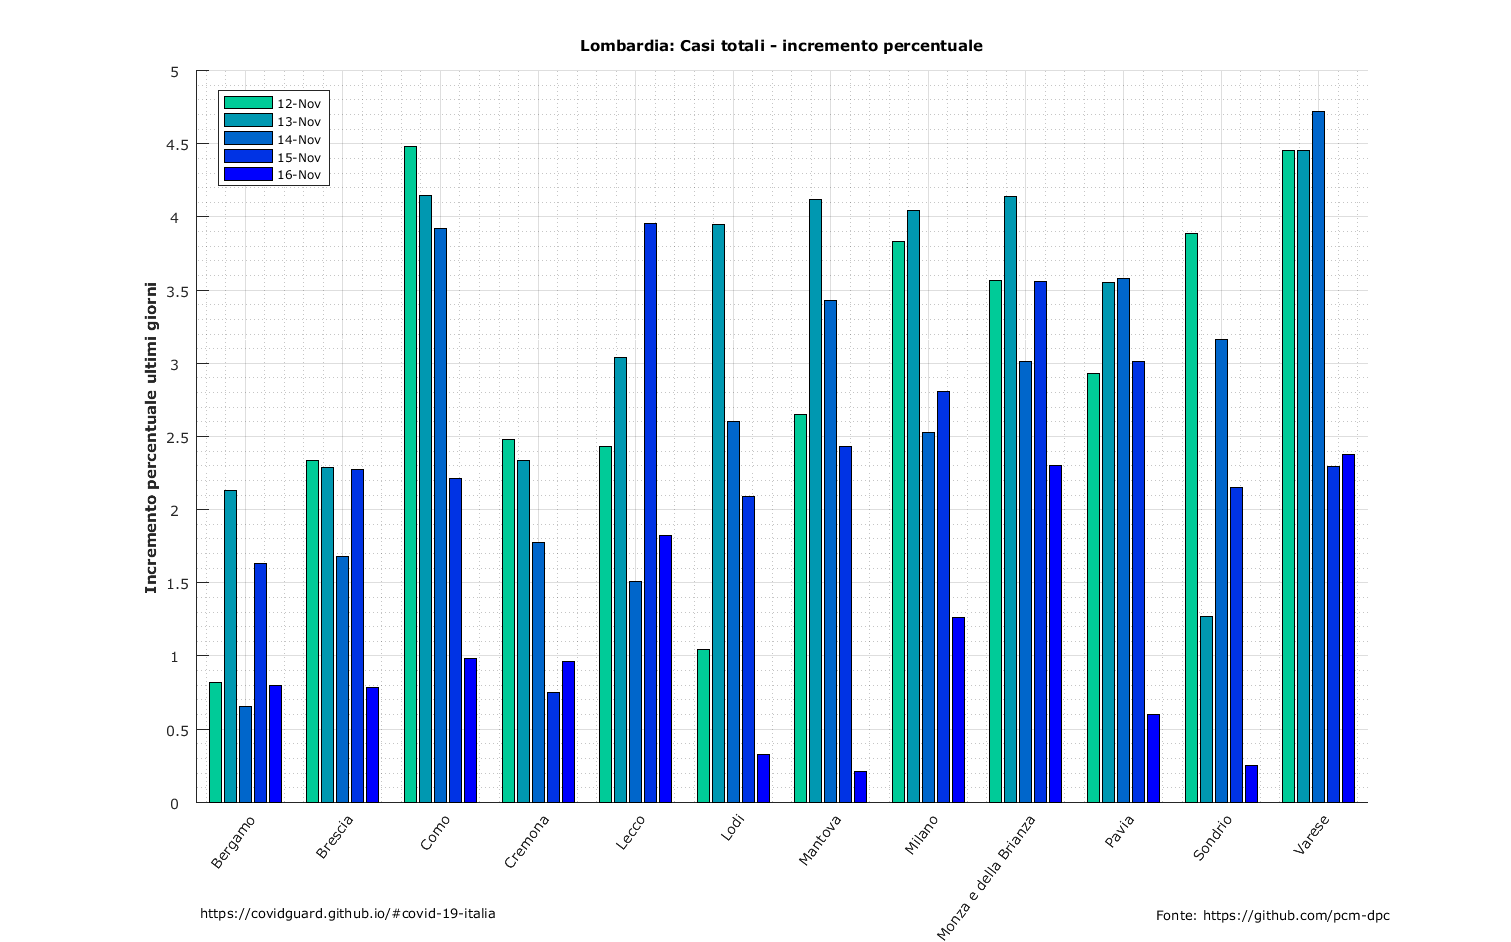 Lombardia: Casi totali - incremento percentuale
12-Nov
13-Nov
14-Nov
15-Nov
16-Nov
Incremento percentuale ultimi giorni
5
4.5
4
3.5
3
2.5
2
1.5
1
0.5
0
Bergamo
Brescia
Como
Cremona
Lecco
Lodi
Mantova
Milano
Monza e della Brianza
Pavia
Sondrio
Varese
https://covidguard.github.io/#covid-19-italia
Fonte: https://github.com/pcm-dpc